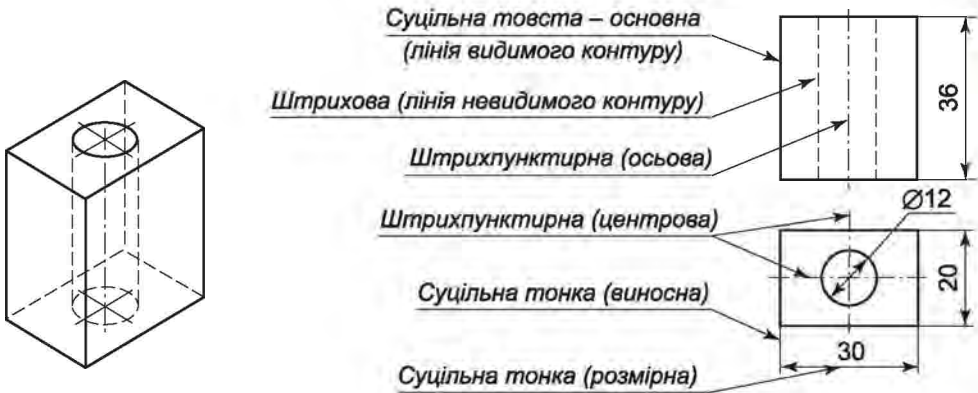 Суцільна товста – основна
(лінія видимого контуру)
Штрихова (лінія невидимого контуру)
36
Штрихпунктирна (осьова)
Ø12
Штрихпунктирна (центрова)
20
Суцільна тонка (виносна)
30
Суцільна тонка (розмірна)